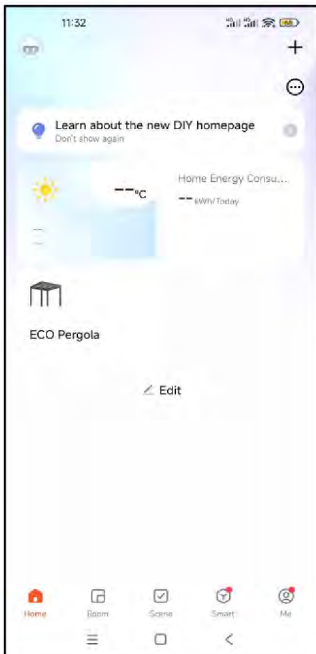 11:32
Learn about the new DIY homepage
Don't show again
--°C
Home Energy Consu...
-- kWh/Today
ECO Pergola
Edit
Home
Room
Scene
Smart
Me